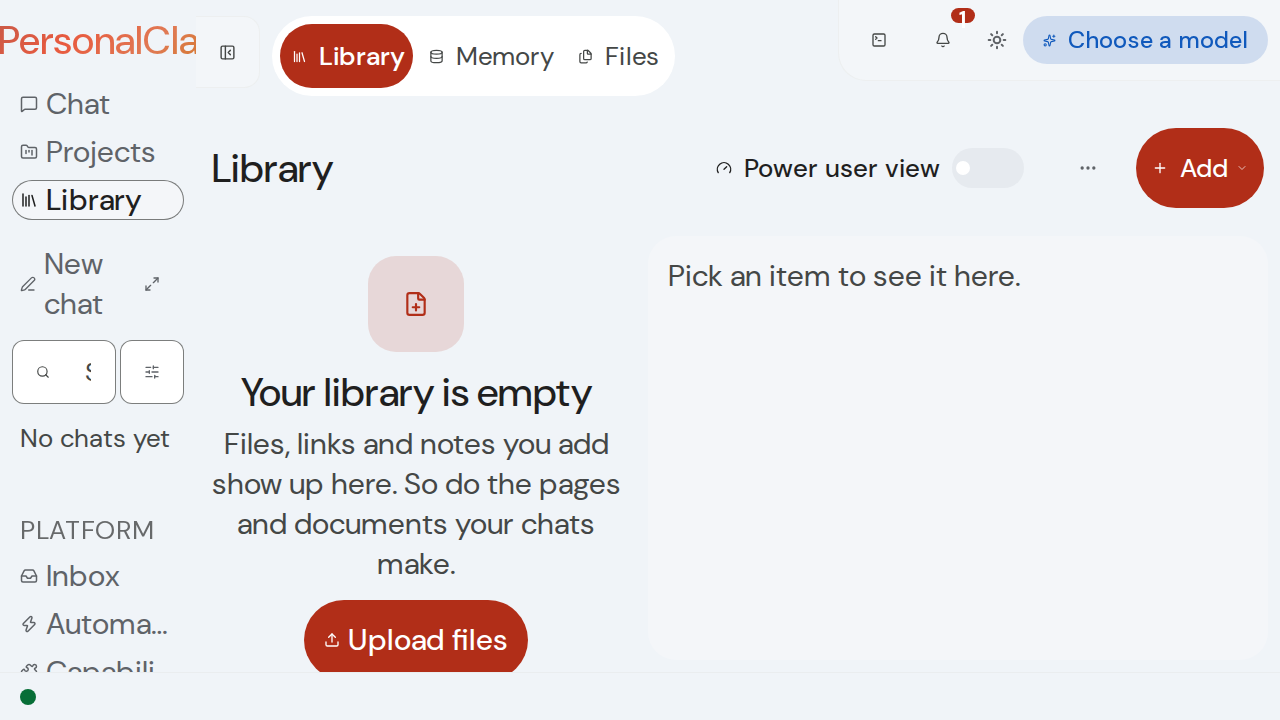 PersonalCla
Chat
Projects
Library
New
chat
No chats yet
PLATFORM
Inbox
Automa...
Capabili
Library
Memory
Files
1
Choose a model
Library
Power user view
Add
Your library is empty
Files, links and notes you add
show up here. So do the pages
and documents your chats
make.
Upload files
Pick an item to see it here.